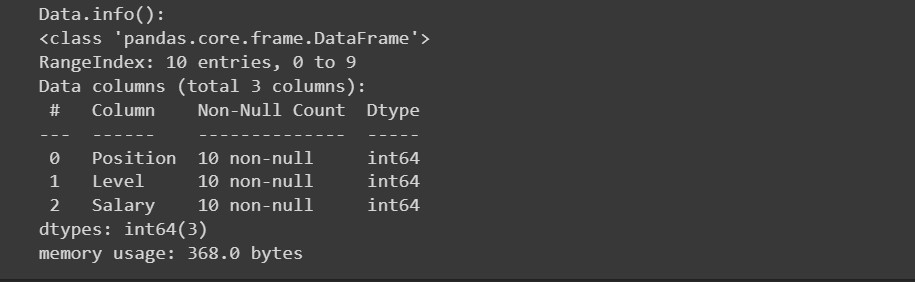 Data.info():
<class 'pandas.core.frame.DataFrame'>
RangeIndex: 10 entries, 0 to 9
Data columns (total 3 columns):
 #   Column    Non-Null Count  Dtype
---  ------    --------------  -----
 0   Position  10 non-null     int64
 1   Level     10 non-null     int64
 2   Salary    10 non-null     int64
dtypes: int64(3)
memory usage: 368.0 bytes